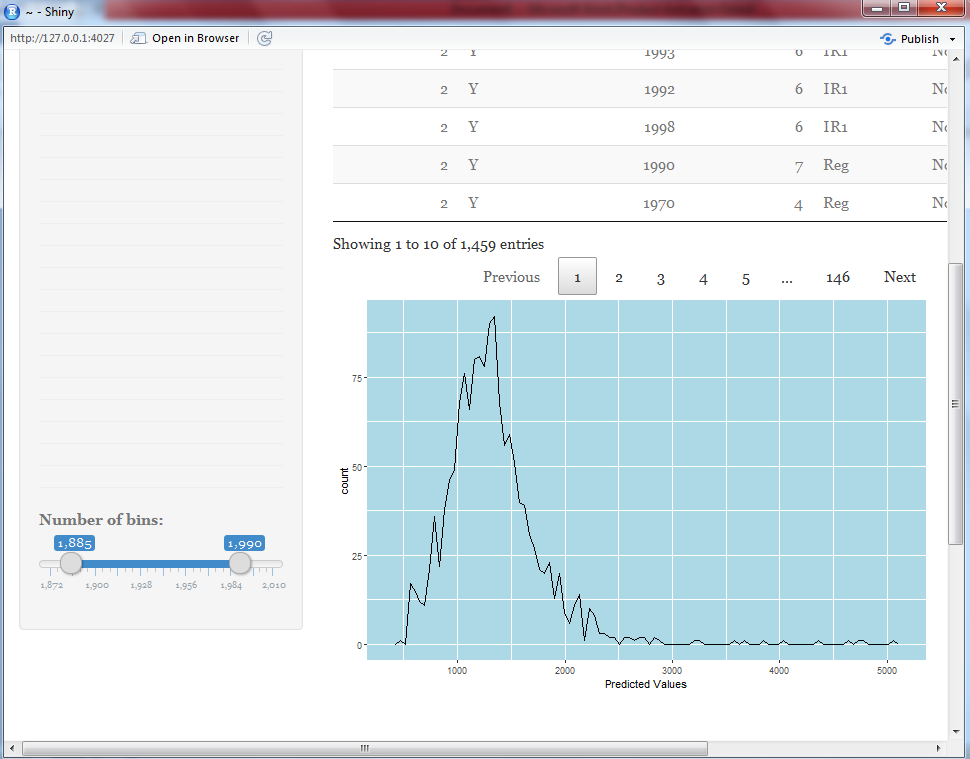 ~ - Shiny
http://127.0.0.1:4027 Open in Browser Publish
2 Y 1993 6 IR1 No
2 Y 1992 6 IR1 No
2 Y 1998 6 IR1 No
2 Y 1990 7 Reg No
2 Y 1970 4 Reg No
Showing 1 to 10 of 1,459 entries
Previous 1 2 3 4 5 ... 146 Next
Number of bins:
1,885 1,990
1,872 1,900 1,928 1,956 1,984 2,010
75
50
25
0
count
1000 2000 3000 4000 5000
Predicted Values